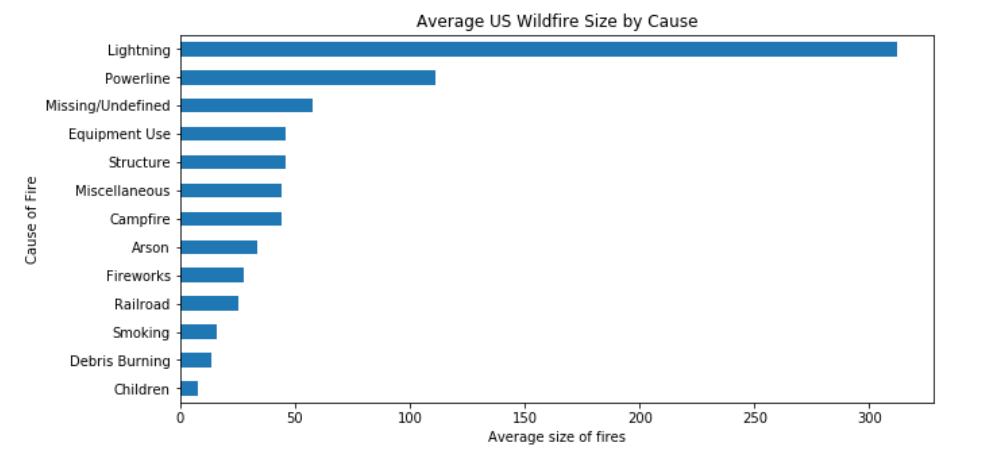 Average US Wildfire Size by Cause
Cause of Fire
Lightning
Powerline
Missing/Undefined
Equipment Use
Structure
Miscellaneous
Campfire
Arson
Fireworks
Railroad
Smoking
Debris Burning
Children
0 50 100 150 200 250 300
Average size of fires